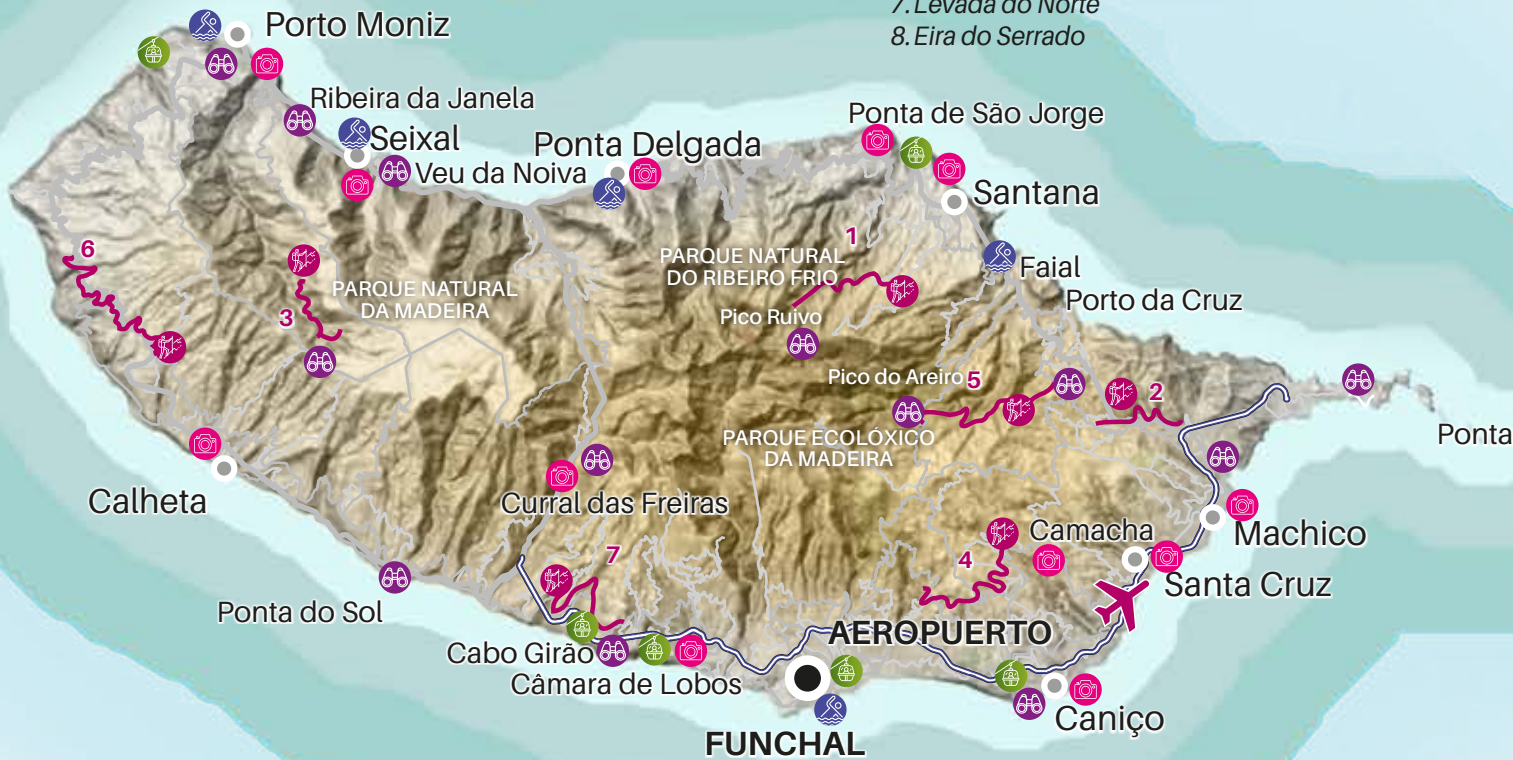 7. Levada do Norte
8. Eira do Serrado
Porto Moniz
Ribeira da Janela
Seixal
Veu da Noiva
Ponta Delgada
Ponta de São Jorge
Santana
1
PARQUE NATURAL
DO RIBEIRO FRIO
6
Faial
PARQUE NATURAL
DA MADEIRA
Porto da Cruz
3
Pico Ruivo
Pico do Areiro
5
2
PARQUE ECOLÓXICO
DA MADEIRA
Ponta
Calheta
Curral das Freiras
Camacha
Machico
7
4
Santa Cruz
Ponta do Sol
AEROPUERTO
Cabo Girão
Câmara de Lobos
Caniço
FUNCHAL